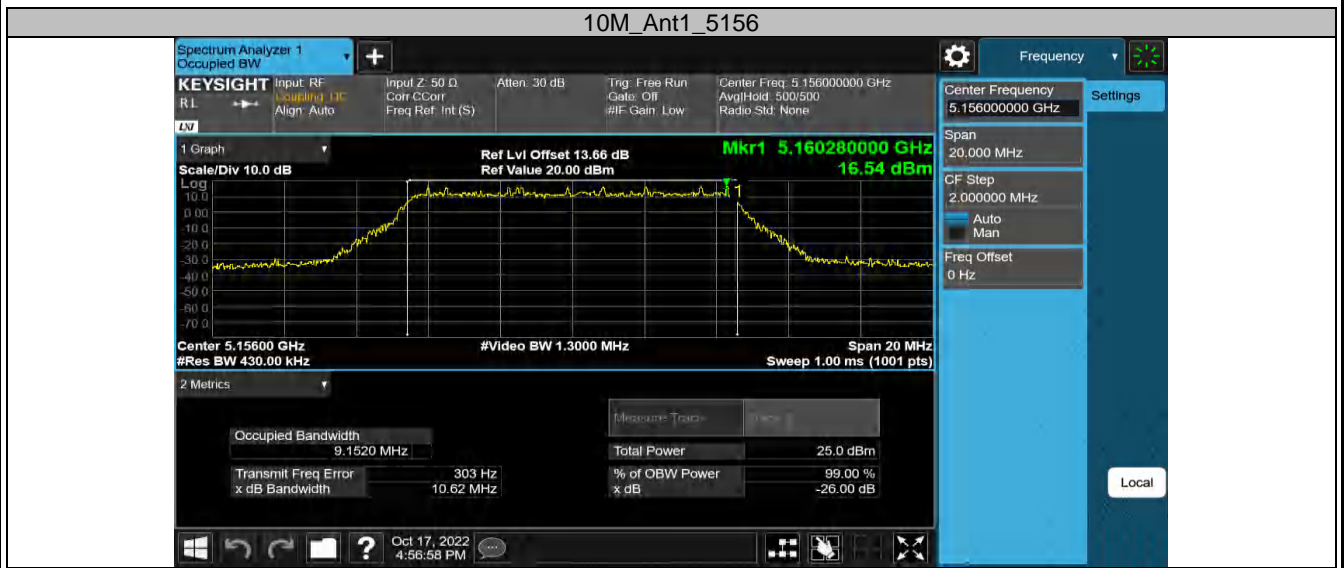 10M_Ant1_5156
Spectrum Analyzer 1
Occupied BW
+
Frequency
KEYSIGHT
Input: RF
Coupling: DC
Align: Auto
Input Z: 50 Ω
Corr CCorr
Freq Ref: Int (S)
Atten: 30 dB
Trig: Free Run
Gate: Off
#IF Gain: Low
Center Freq: 5.156000000 GHz
Avg|Hold: 500/500
Radio Std: None
R L
LXI
Center Frequency
5.156000000 GHz
Settings
Span
20.000 MHz
CF Step
2.000000 MHz
Auto
Man
Freq Offset
0 Hz
1 Graph
Scale/Div 10.0 dB
Ref Lvl Offset 13.66 dB
Ref Value 20.00 dBm
Mkr1 5.160280000 GHz
16.54 dBm
Log
10.0
0.00
-10.0
-20.0
-30.0
-40.0
-50.0
-60.0
-70.0
1
Center 5.15600 GHz
#Res BW 430.00 kHz
#Video BW 1.3000 MHz
Span 20 MHz
Sweep 1.00 ms (1001 pts)
2 Metrics
Measure Trace
Occupied Bandwidth
9.1520 MHz
Total Power 25.0 dBm
Transmit Freq Error 303 Hz
% of OBW Power 99.00 %
x dB Bandwidth 10.62 MHz
x dB -26.00 dB
Local
?
Oct 17, 2022
4:56:58 PM